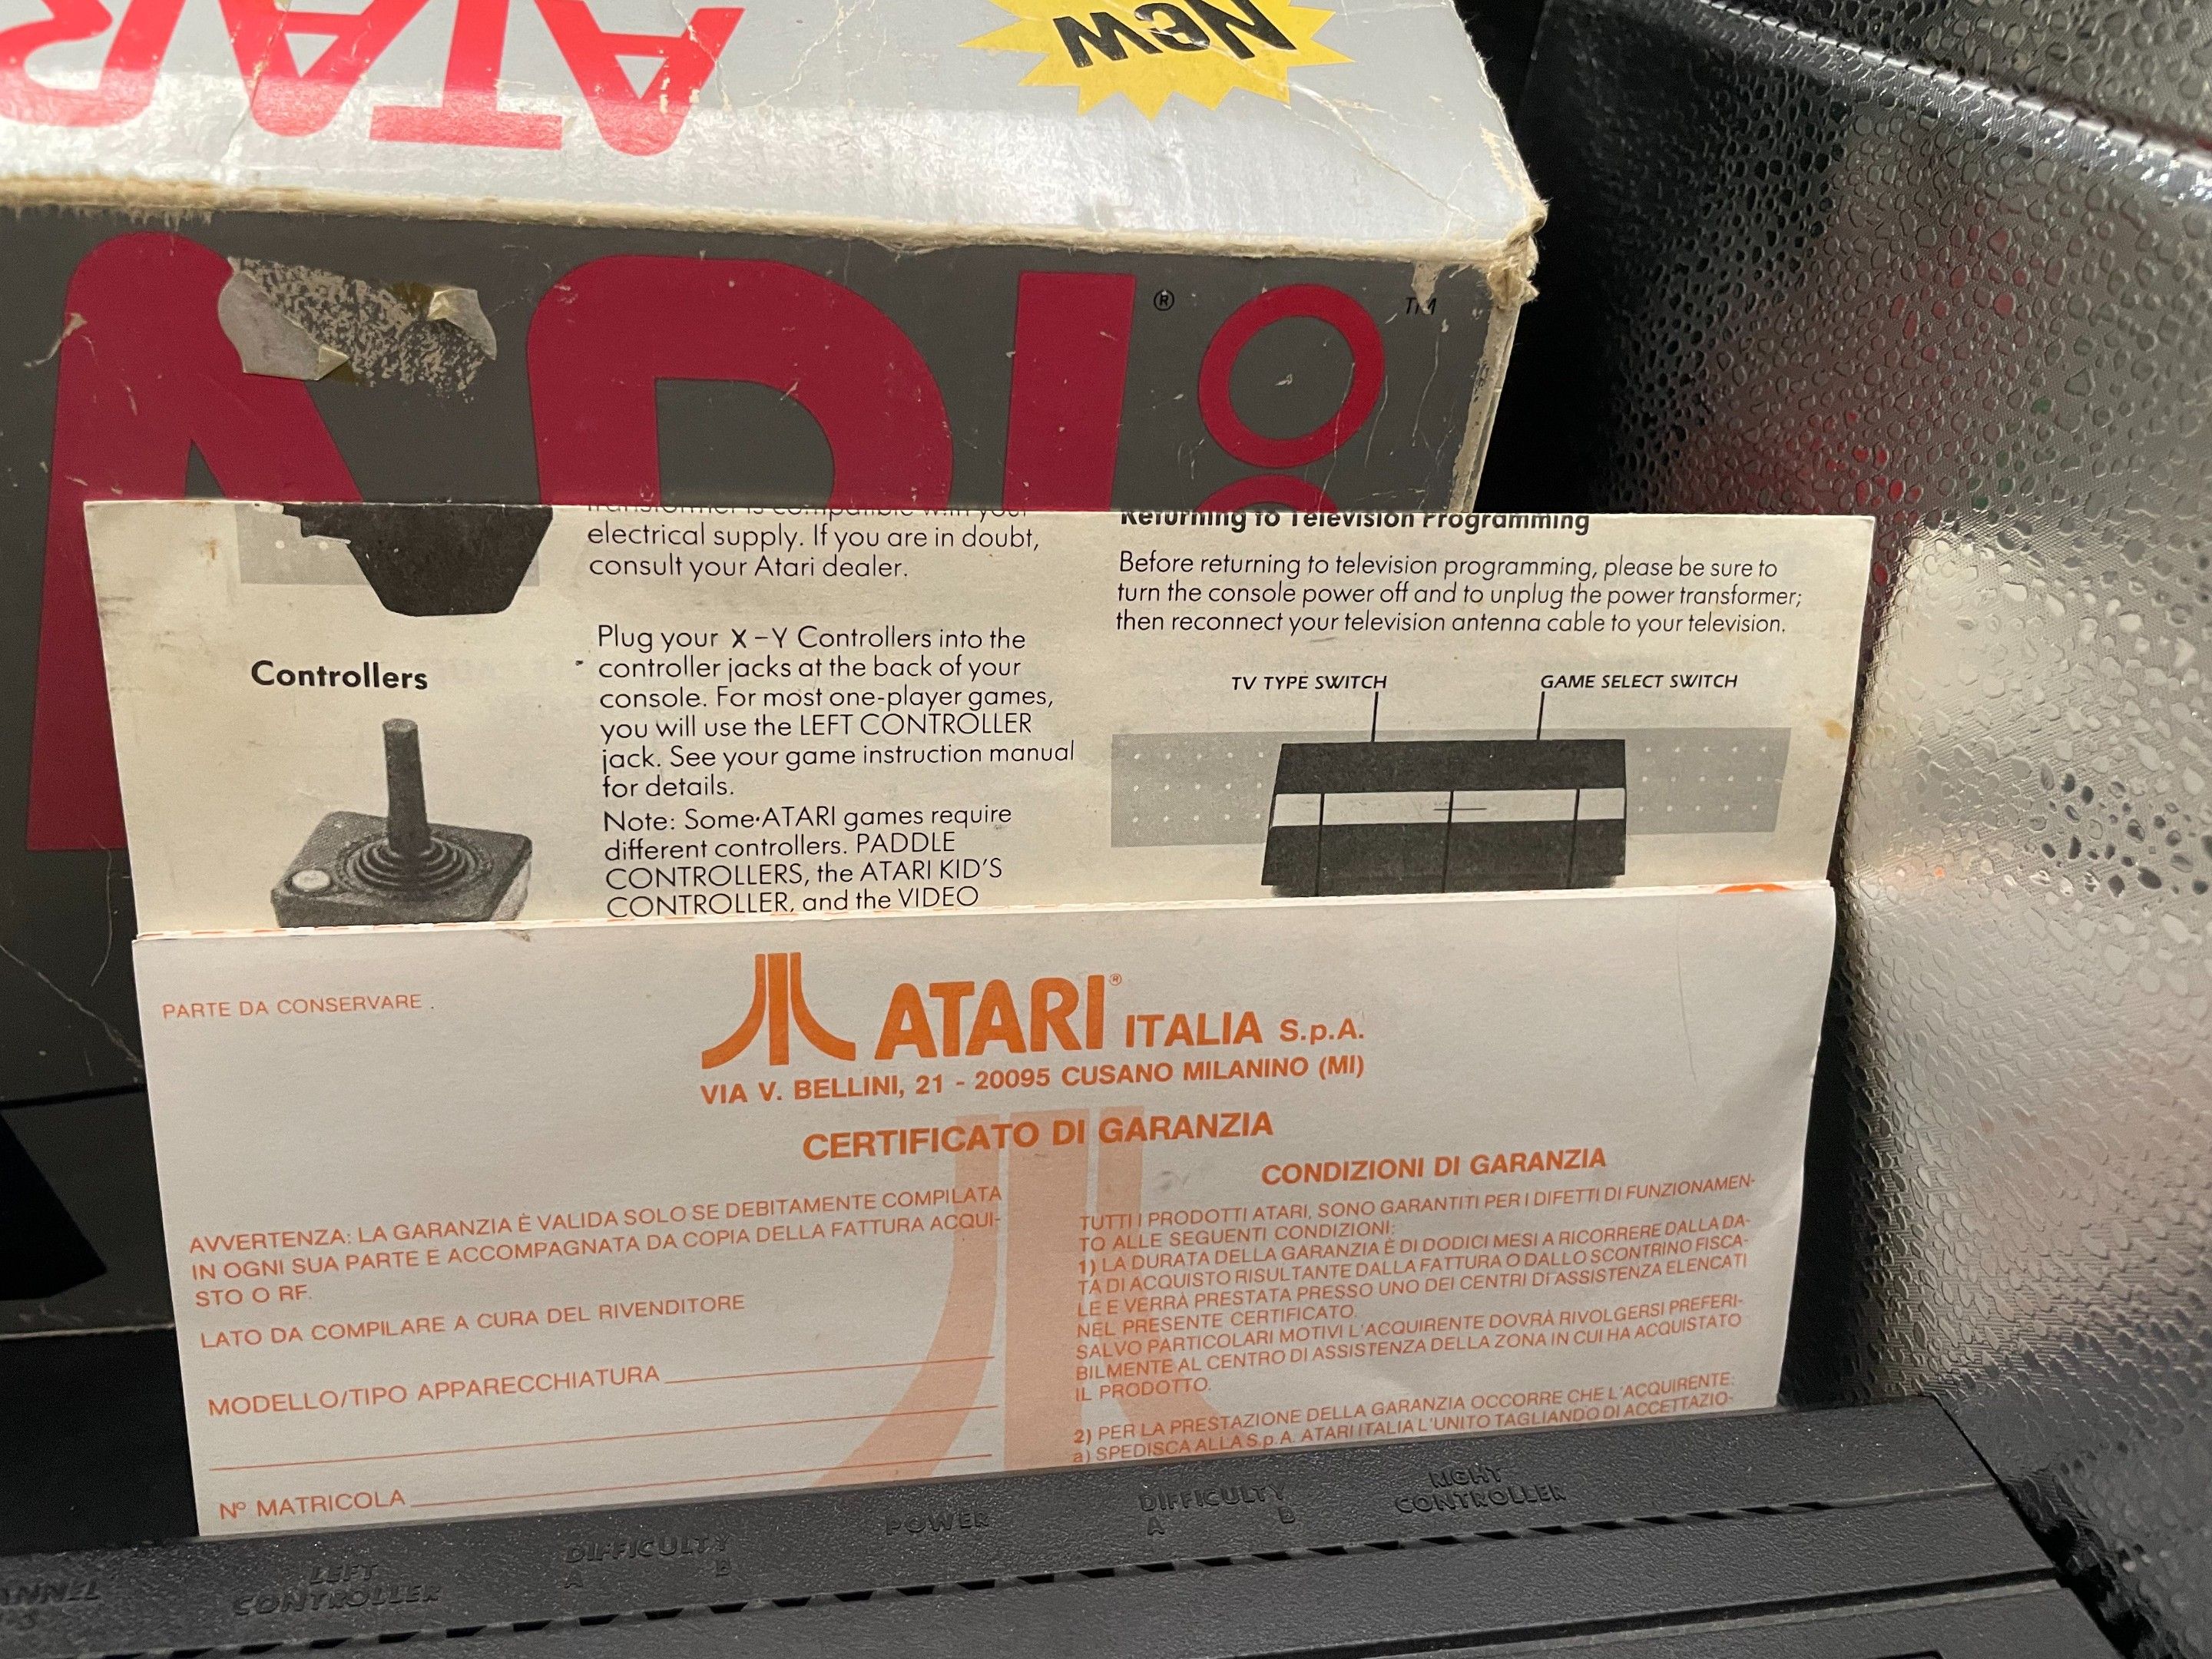 ATAR
New
®
TM
transformer is compatible with your
electrical supply. If you are in doubt,
consult your Atari dealer.
Controllers
Plug your X-Y Controllers into the
controller jacks at the back of your
console. For most one-player games,
you will use the LEFT CONTROLLER
jack. See your game instruction manual
for details.
Note: Some ATARI games require
different controllers. PADDLE
CONTROLLERS, the ATARI KID'S
CONTROLLER, and the VIDEO
Returning to Television Programming
Before returning to television programming, please be sure to
turn the console power off and to unplug the power transformer;
then reconnect your television antenna cable to your television.
TV TYPE SWITCH
GAME SELECT SWITCH
PARTE DA CONSERVARE.
ATARI® ITALIA S.p.A.
VIA V. BELLINI, 21 - 20095 CUSANO MILANINO (MI)
CERTIFICATO DI GARANZIA
AVVERTENZA: LA GARANZIA È VALIDA SOLO SE DEBITAMENTE COMPILATA
IN OGNI SUA PARTE E ACCOMPAGNATA DA COPIA DELLA FATTURA ACQUI-
STO O RF.
LATO DA COMPILARE A CURA DEL RIVENDITORE
MODELLO/TIPO APPARECCHIATURA
Nº MATRICOLA
CONDIZIONI DI GARANZIA
TUTTI I PRODOTTI ATARI, SONO GARANTITI PER I DIFETTI DI FUNZIONAMEN-
TO ALLE SEGUENTI CONDIZIONI:
1) LA DURATA DELLA GARANZIA È DI DODICI MESI A RICORRERE DALLA DA-
TA DI ACQUISTO RISULTANTE DALLA FATTURA O DALLO SCONTRINO FISCA-
LE E VERRÀ PRESTATA PRESSO UNO DEI CENTRI DI ASSISTENZA ELENCATI
NEL PRESENTE CERTIFICATO.
SALVO PARTICOLARI MOTIVI L'ACQUIRENTE DOVRÀ RIVOLGERSI PREFERI-
BILMENTE AL CENTRO DI ASSISTENZA DELLA ZONA IN CUI HA ACQUISTATO
IL PRODOTTO.
2) PER LA PRESTAZIONE DELLA GARANZIA OCCORRE CHE L'ACQUIRENTE:
a) SPEDISCA ALLA S.p.A. ATARI ITALIA L'UNITO TAGLIANDO DI ACCETTAZIO-
LEFT
CONTROLLER
DIFFICULTY
A B
POWER
DIFFICULTY
A B
RIGHT
CONTROLLER